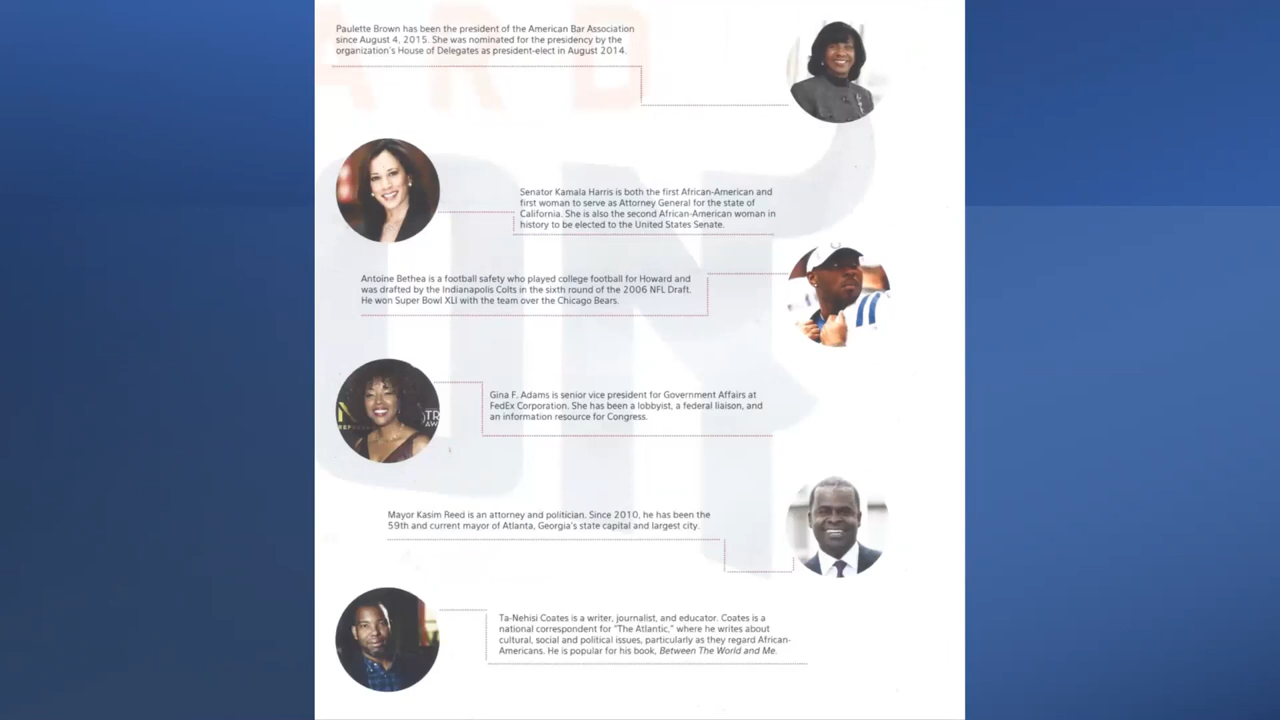 Paulette Brown has been the president of the American Bar Association
since August 4, 2015. She was nominated for the presidency by the
organization's House of Delegates as president-elect in August 2014.
Senator Kamala Harris is both the first African-American and
first woman to serve as Attorney General for the state of
California. She is also the second African-American woman in
history to be elected to the United States Senate.
Antoine Bethea is a football safety who played college football for Howard and
was drafted by the Indianapolis Colts in the sixth round of the 2006 NFL Draft.
He won Super Bowl XLI with the team over the Chicago Bears.
Gina F. Adams is senior vice president for Government Affairs at
FedEx Corporation. She has been a lobbyist, a federal liaison, and
an information resource for Congress.
Mayor Kasim Reed is an attorney and politician. Since 2010, he has been the
59th and current mayor of Atlanta, Georgia's state capital and largest city.
Ta-Nehisi Coates is a writer, journalist, and educator. Coates is a
national correspondent for "The Atlantic," where he writes about
cultural, social and political issues, particularly as they regard African-
Americans. He is popular for his book, Between The World and Me.